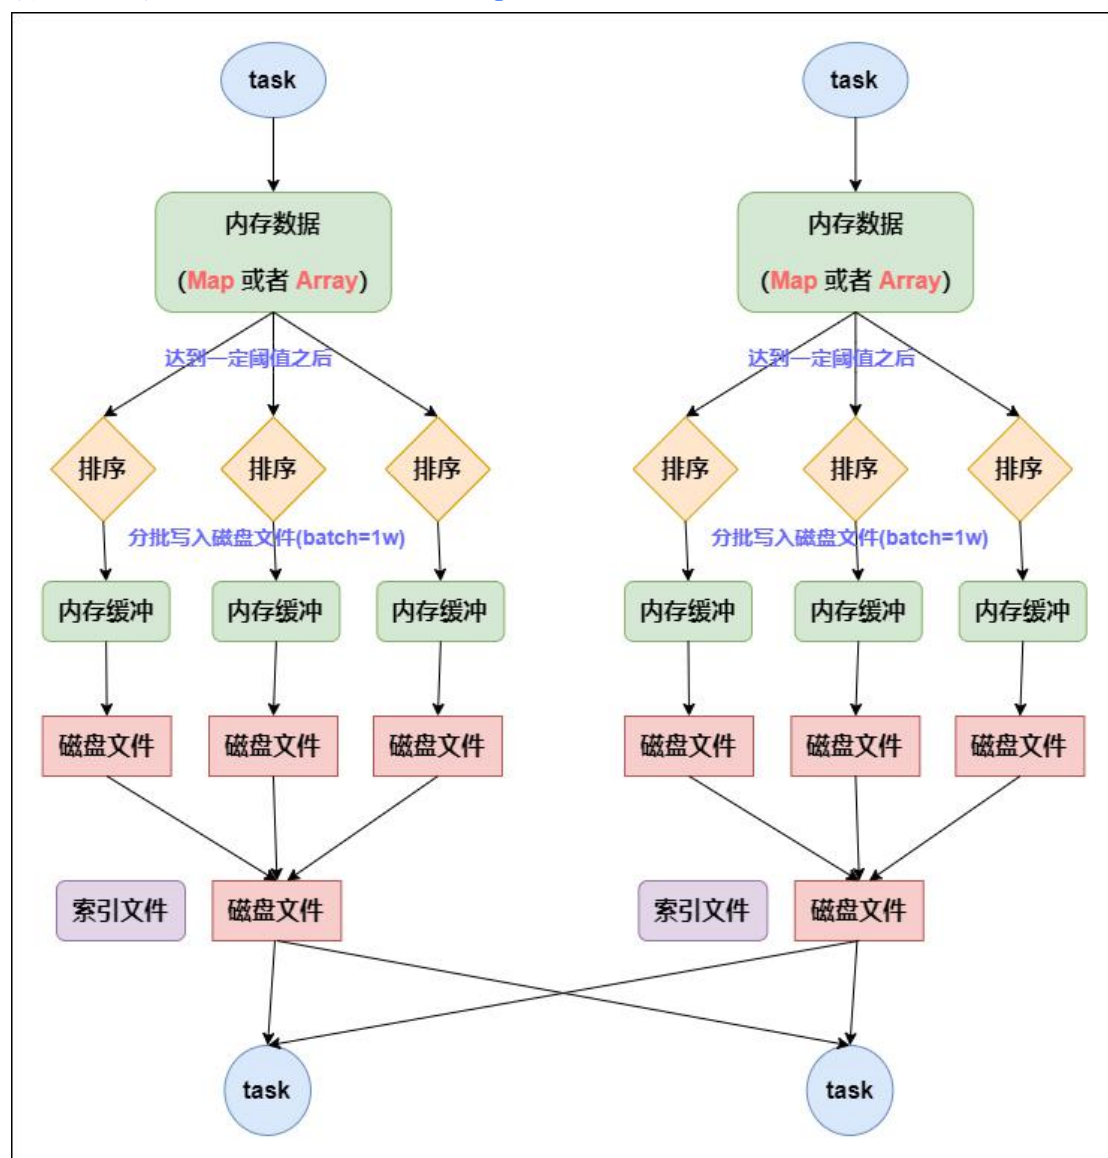 task task
内存数据 内存数据
(Map 或者 Array) (Map 或者 Array)
达到一定阈值之后 达到一定阈值之后
排序 排序 排序 排序 排序 排序
分批写入磁盘文件(batch=1w) 分批写入磁盘文件(batch=1w)
内存缓冲 内存缓冲 内存缓冲 内存缓冲 内存缓冲 内存缓冲
磁盘文件 磁盘文件 磁盘文件 磁盘文件 磁盘文件 磁盘文件
索引文件 磁盘文件 索引文件 磁盘文件
task task